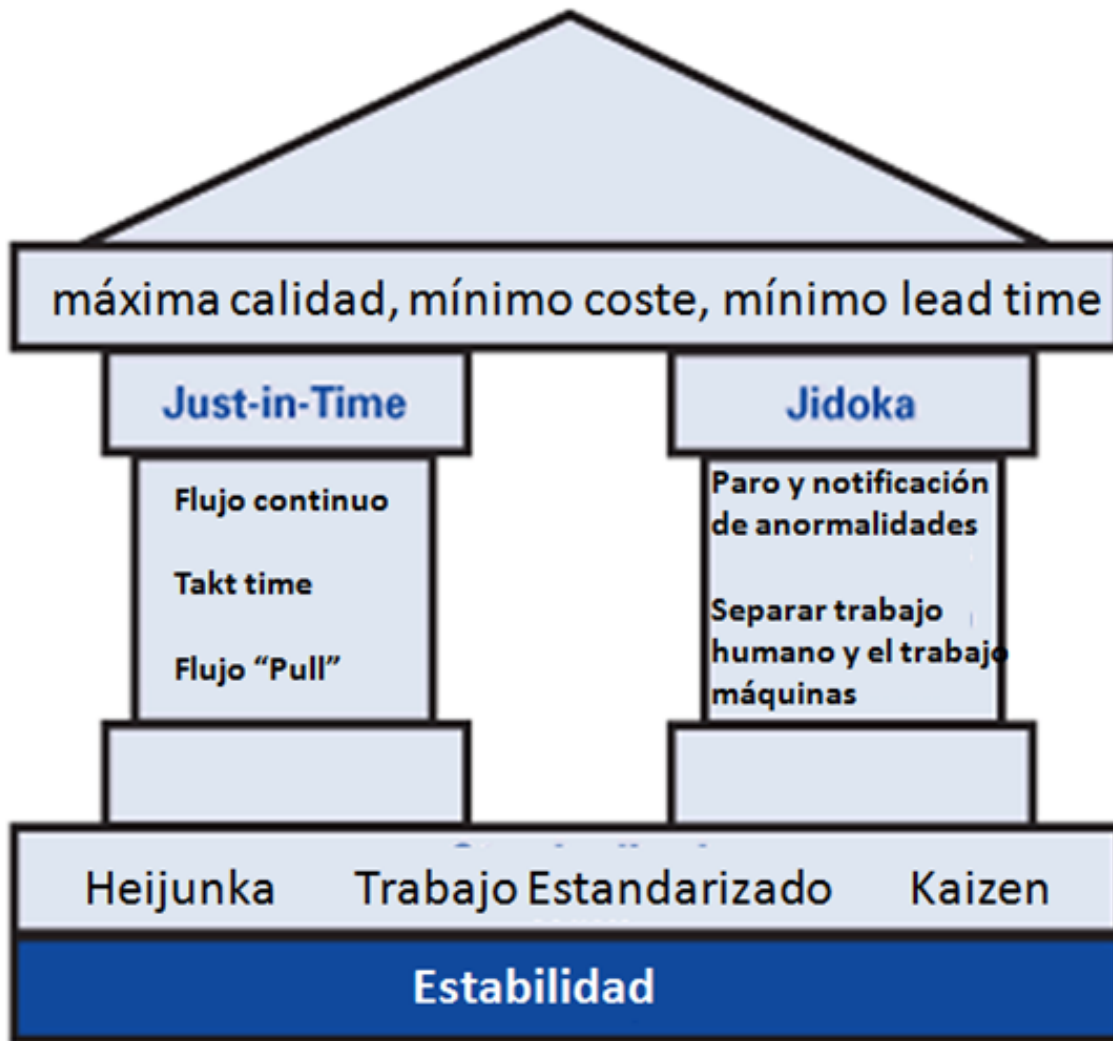 máxima calidad, mínimo coste, mínimo lead time
Just-in-Time
Flujo continuo
Takt time
Flujo “Pull”
Jidoka
Paro y notificación
de anormalidades
Separar trabajo
humano y el trabajo
máquinas
Heijunka Trabajo Estandarizado Kaizen
Estabilidad